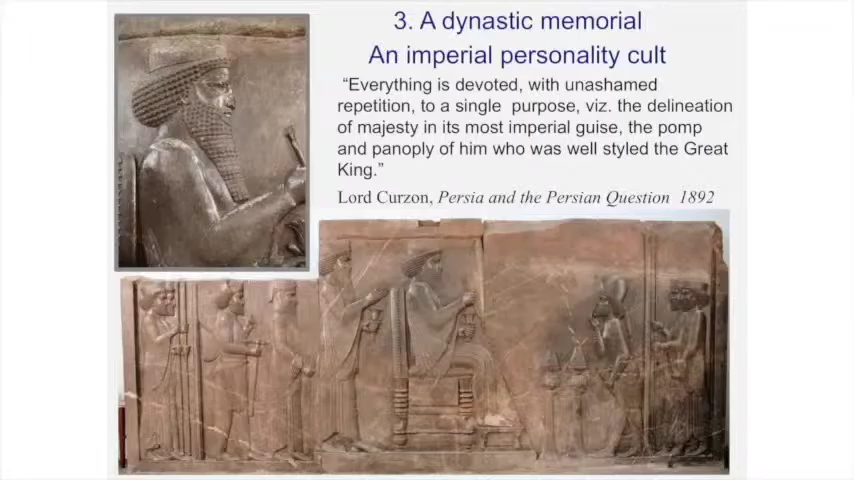 3. A dynastic memorial
An imperial personality cult
“Everything is devoted, with unashamed
repetition, to a single purpose, viz. the delineation
of majesty in its most imperial guise, the pomp
and panoply of him who was well styled the Great
King.”
Lord Curzon, Persia and the Persian Question 1892